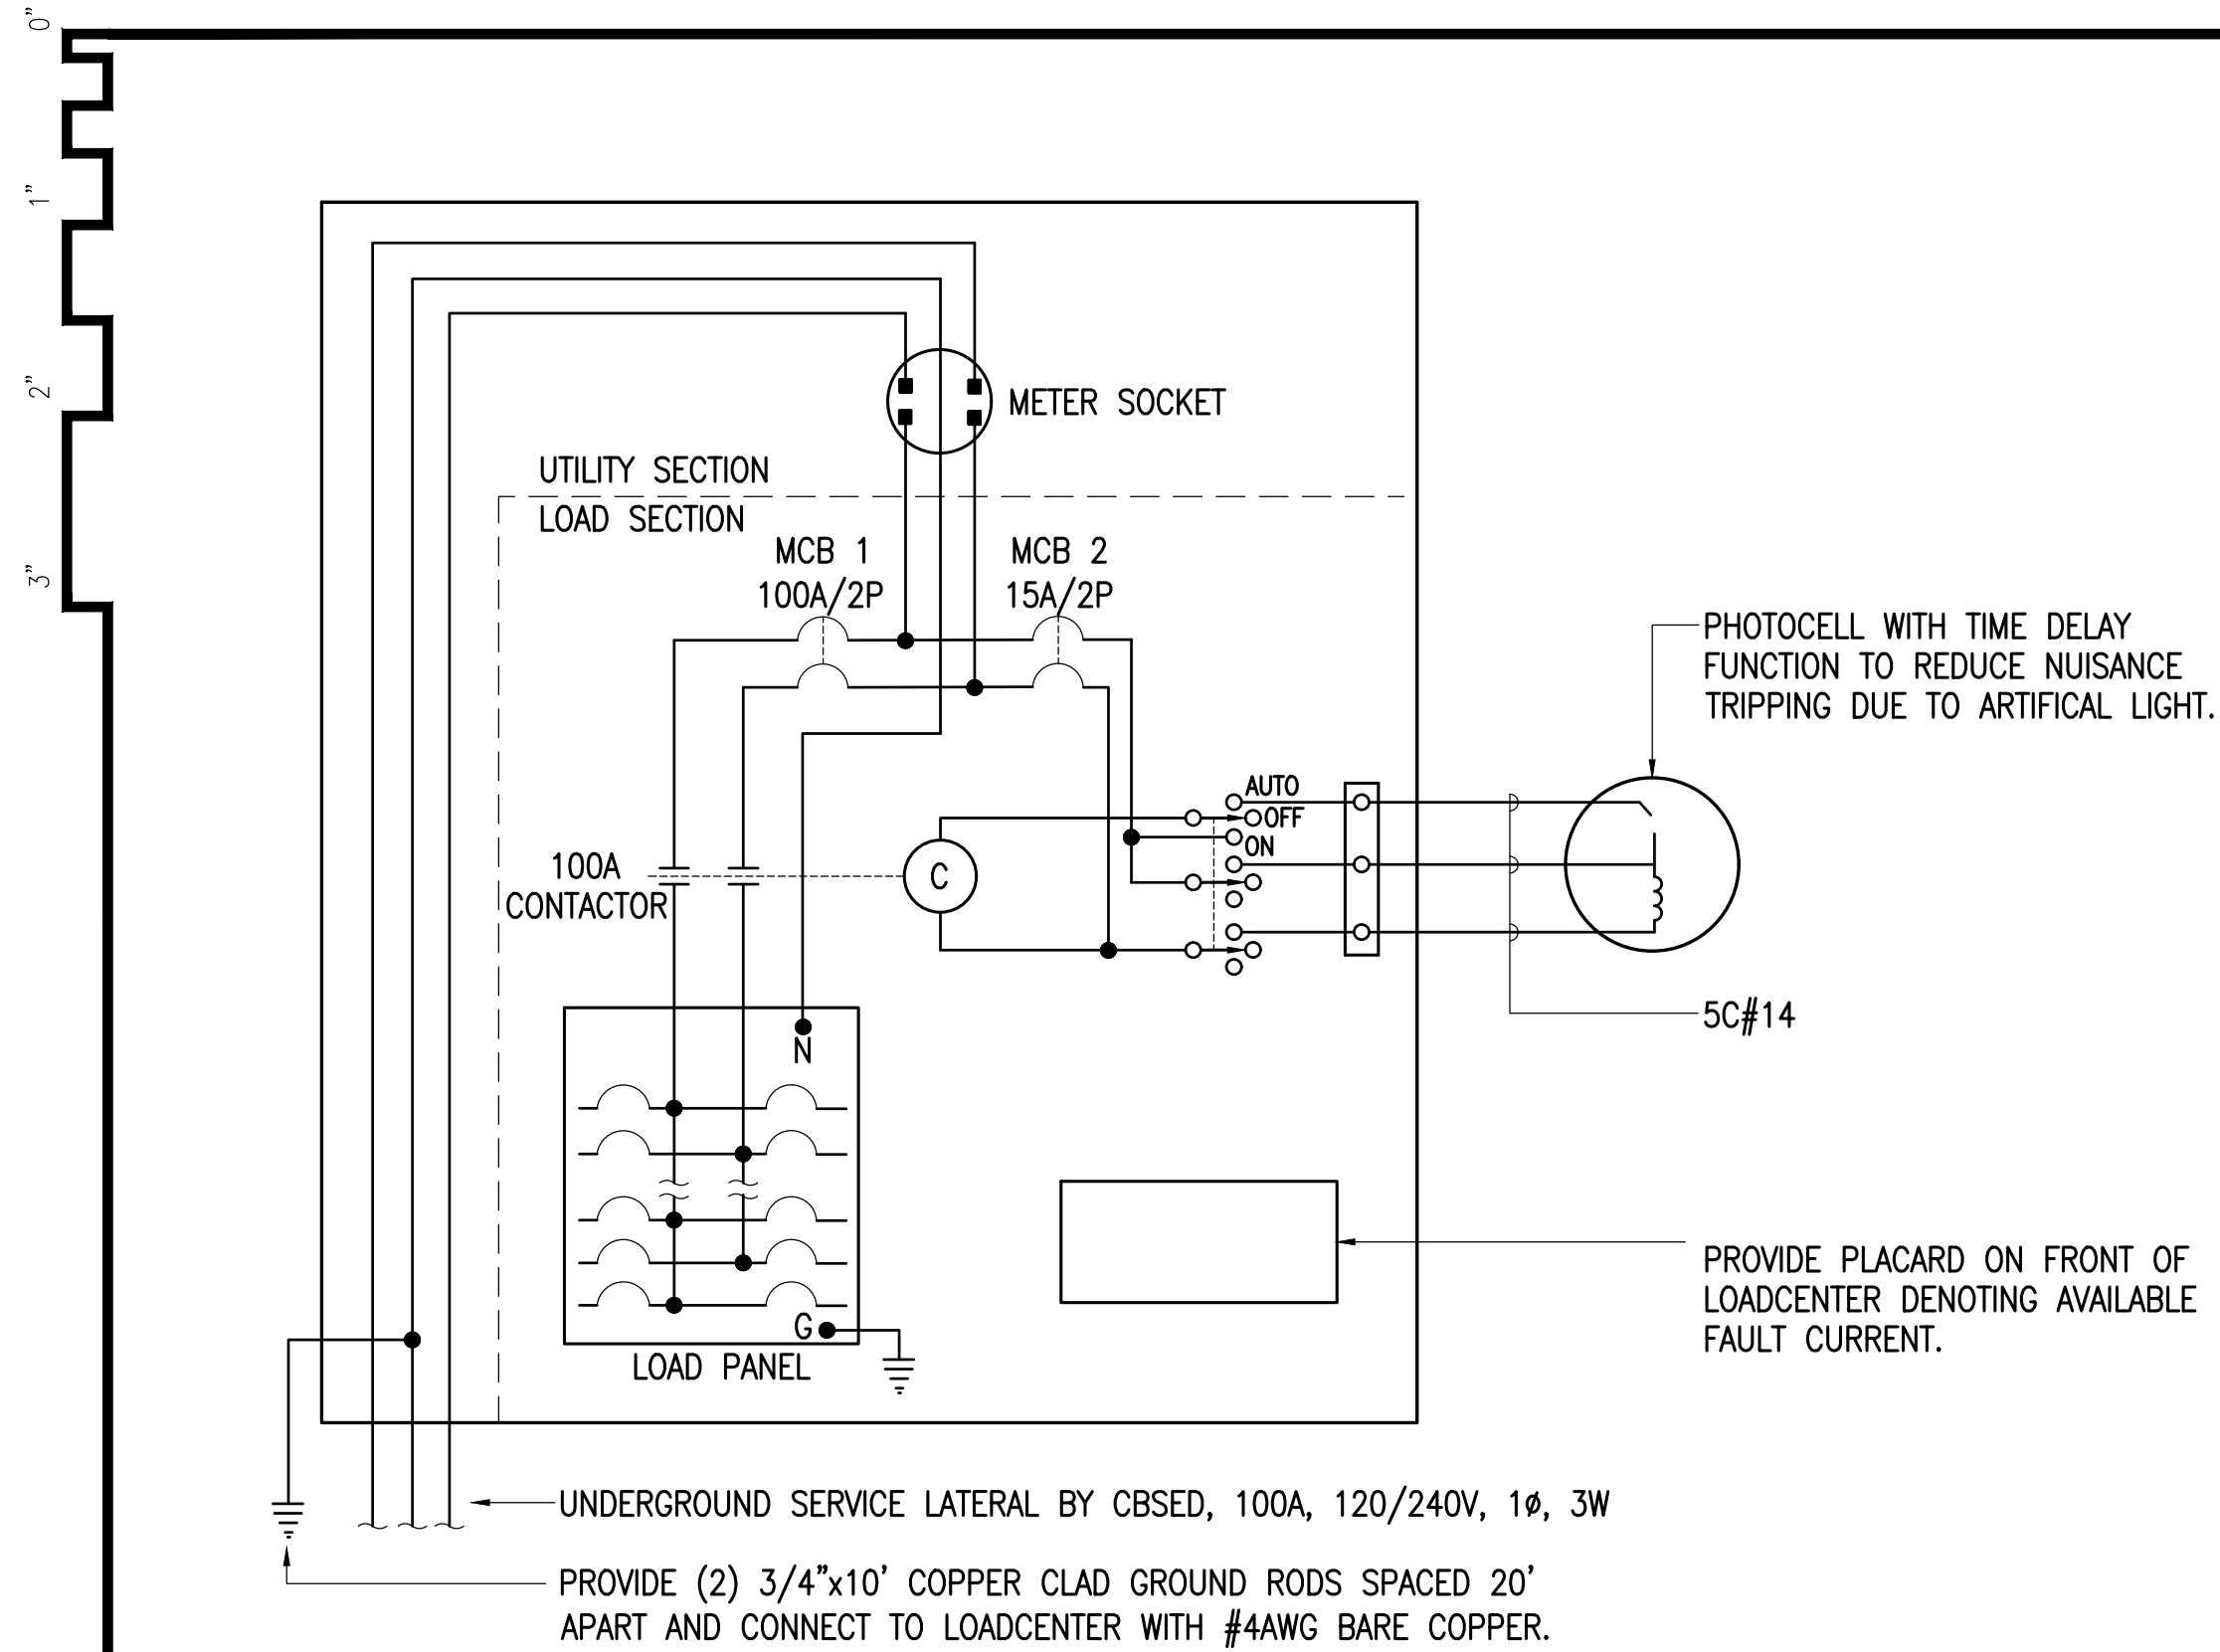 0"
1"
2"
3"
METER SOCKET
UTILITY SECTION
LOAD SECTION
MCB 1
100A/2P
MCB 2
15A/2P
PHOTOCELL WITH TIME DELAY
FUNCTION TO REDUCE NUISANCE
TRIPPING DUE TO ARTIFICAL LIGHT.
AUTO
OFF
ON
100A
CONTACTOR
C
5C#14
N
G
LOAD PANEL
PROVIDE PLACARD ON FRONT OF
LOADCENTER DENOTING AVAILABLE
FAULT CURRENT.
UNDERGROUND SERVICE LATERAL BY CBSED, 100A, 120/240V, 1ø, 3W
PROVIDE (2) 3/4"x10' COPPER CLAD GROUND RODS SPACED 20'
APART AND CONNECT TO LOADCENTER WITH #4AWG BARE COPPER.